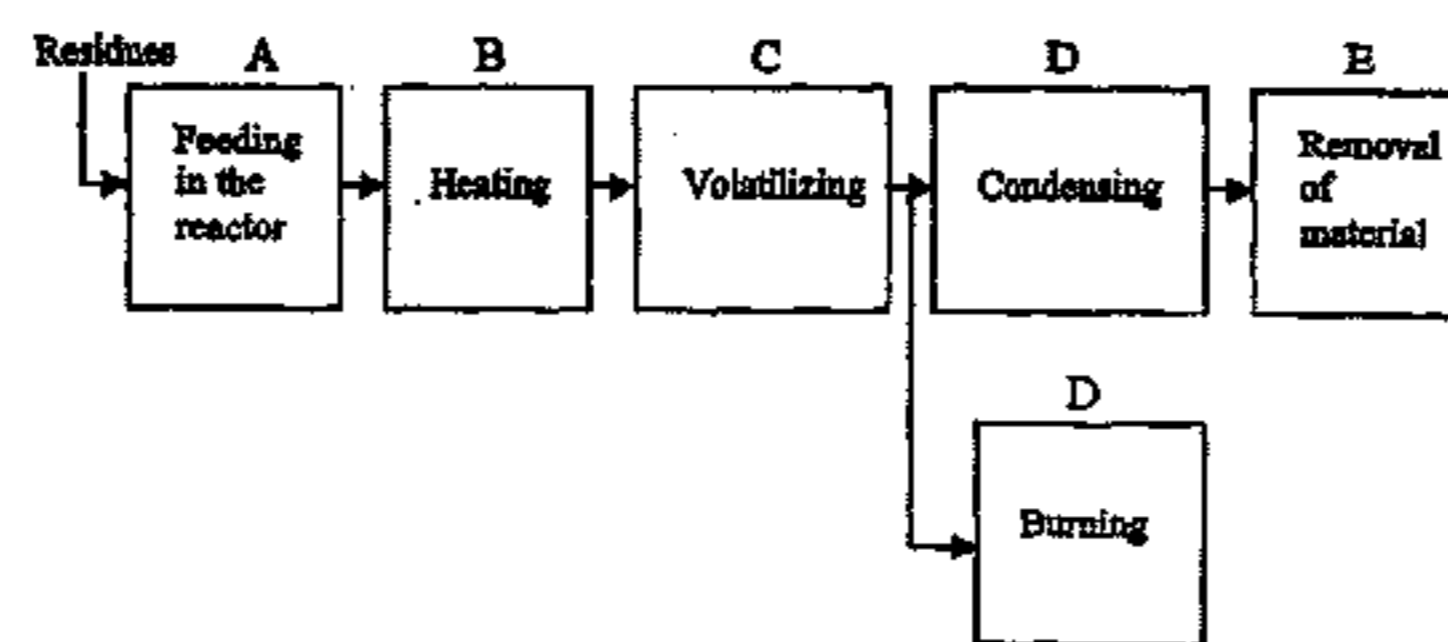 Residues
A
B
C
D
E
Feeding
in the
reactor
Heating
Volatilizing
Condensing
Removal
of
material
D
Burning